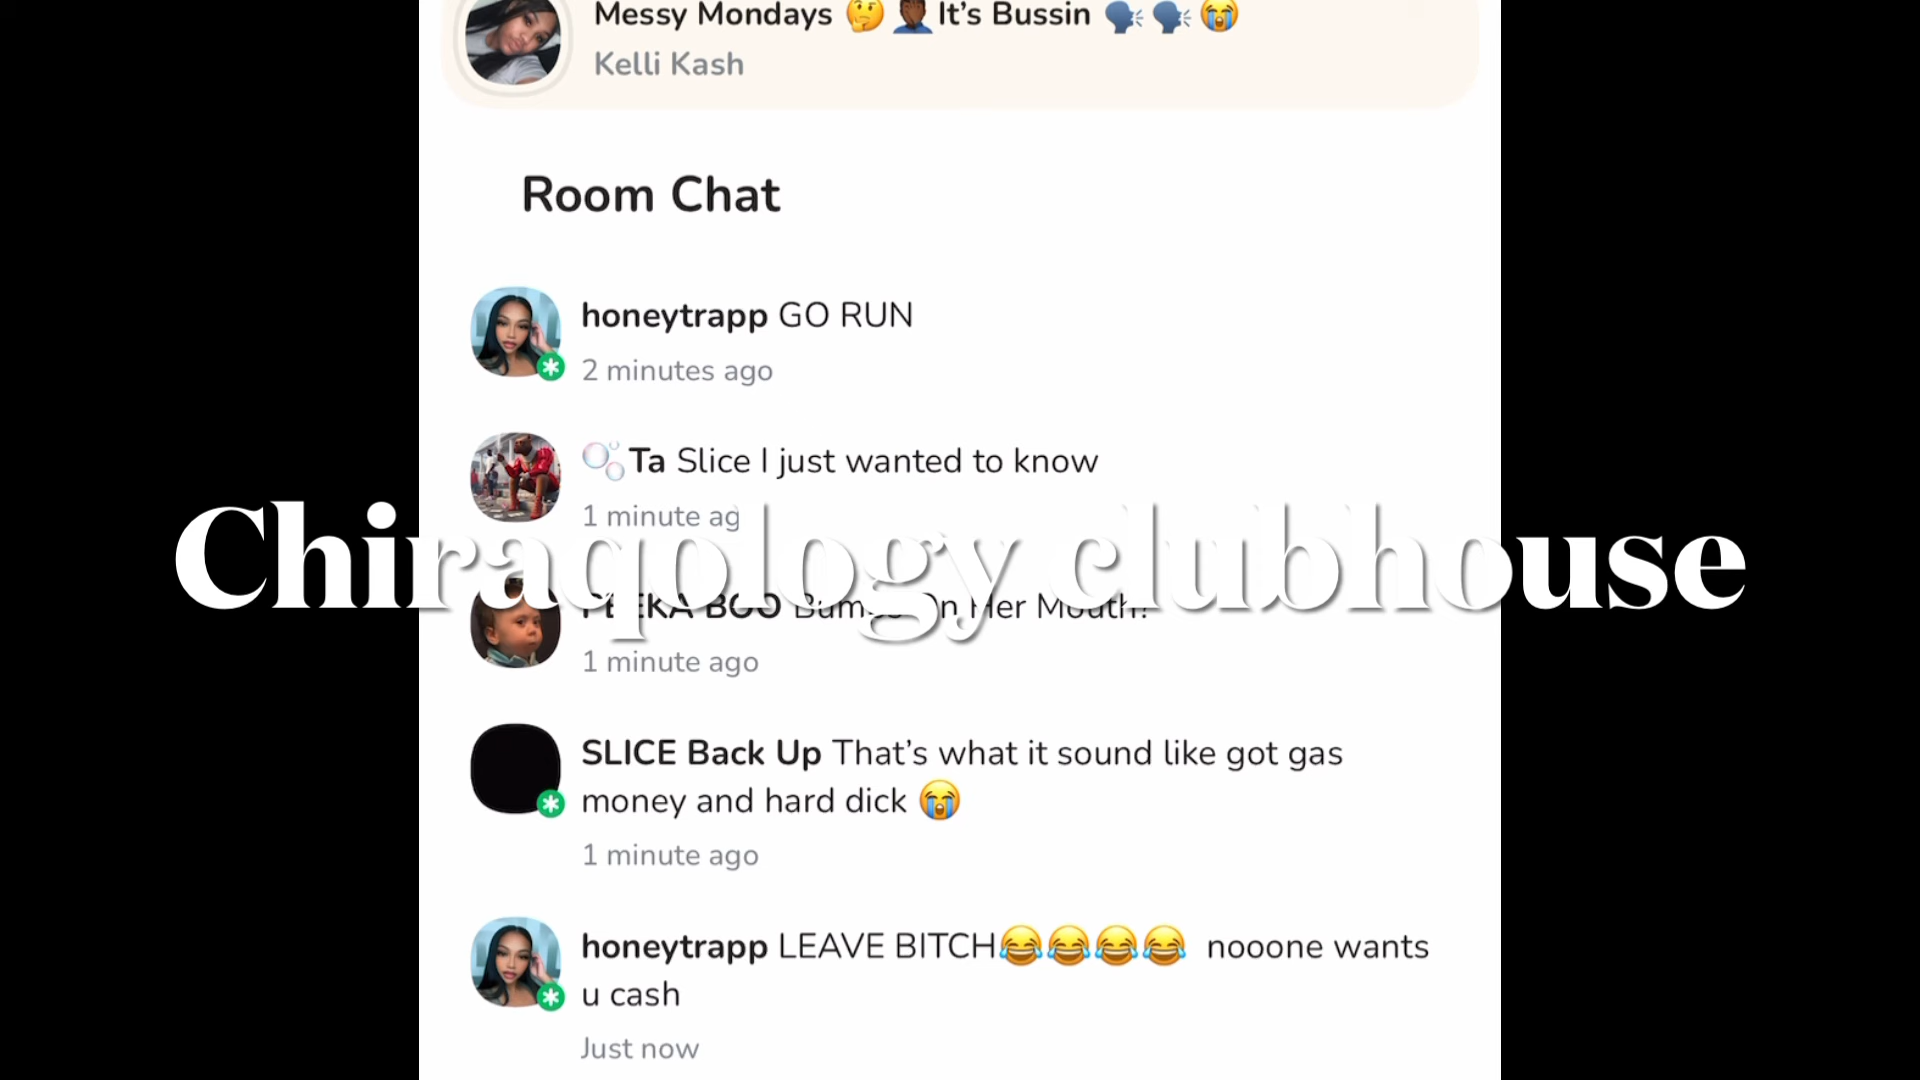 Messy Mondays 🤔 🤦🏾‍♂️It’s Bussin 🗣️ 🗣️ 😭
Kelli Kash
Room Chat
honeytrapp GO RUN
2 minutes ago
🫧Ta Slice I just wanted to know
1 minute ag
Chiraqology clubhouse
PEEKA BOO Bumps On Her Mouth?
1 minute ago
SLICE Back Up That’s what it sound like got gas
money and hard dick 😭
1 minute ago
honeytrapp LEAVE BITCH😂😂😂😂 nooone wants
u cash
Just now